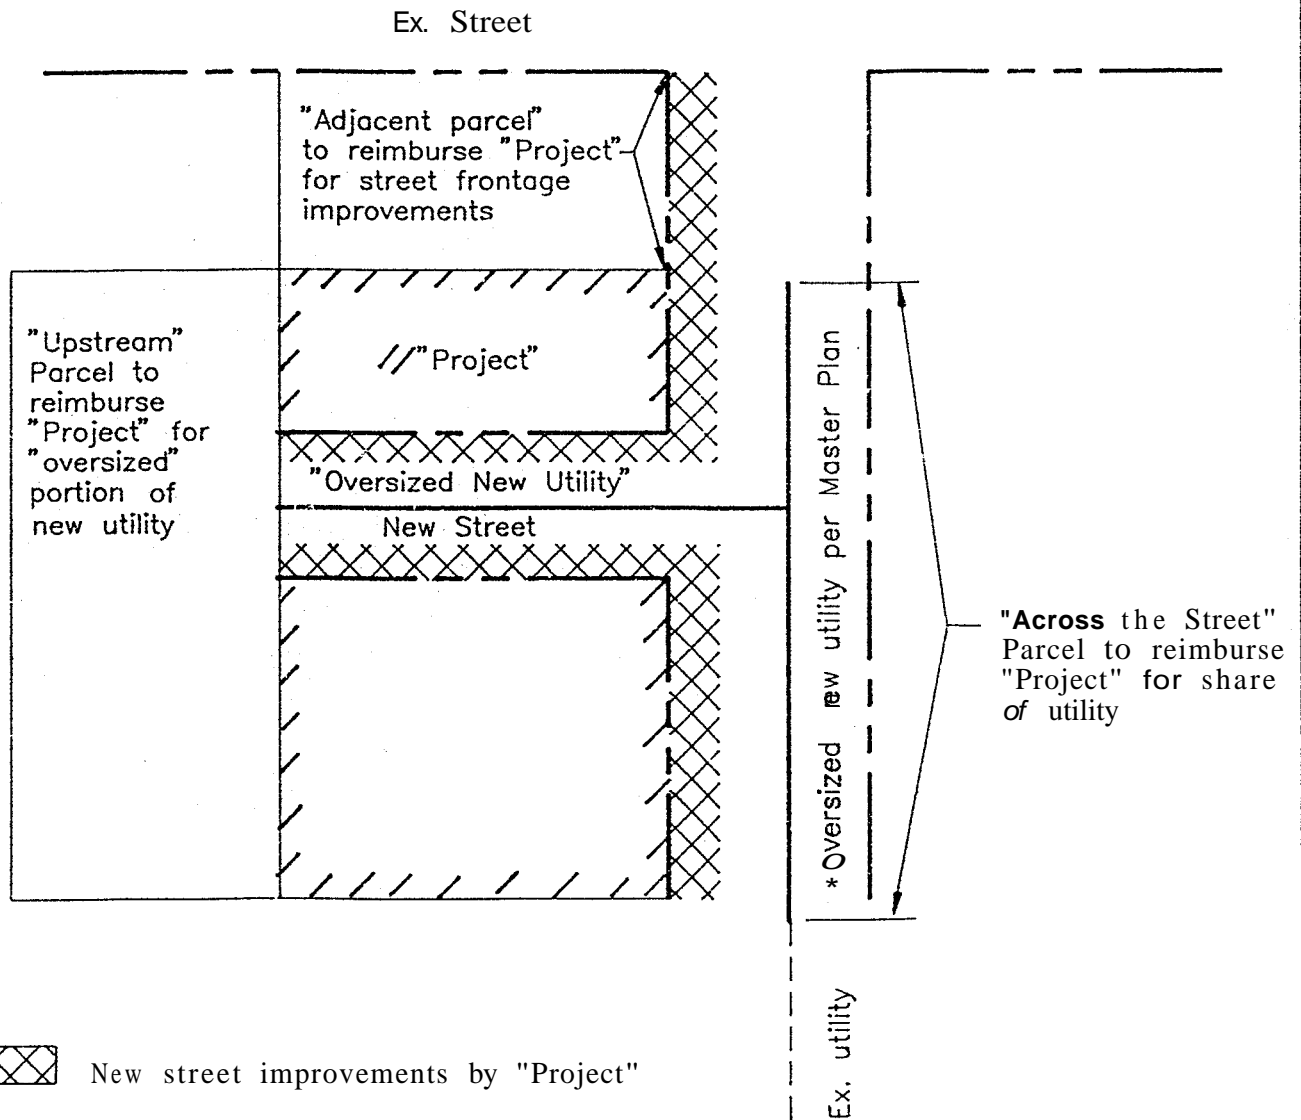 Ex. Street
"Adjacent parcel"
to reimburse "Project"
for street frontage
improvements
"Upstream"
Parcel to
reimburse
"Project" for
"oversized"
portion of
new utility
"Project"
"Oversized New Utility"
New Street
*Oversized new utility per Master Plan
"Across the Street"
Parcel to reimburse
"Project" for share
of utility
Ex. utility
New street improvements by "Project"